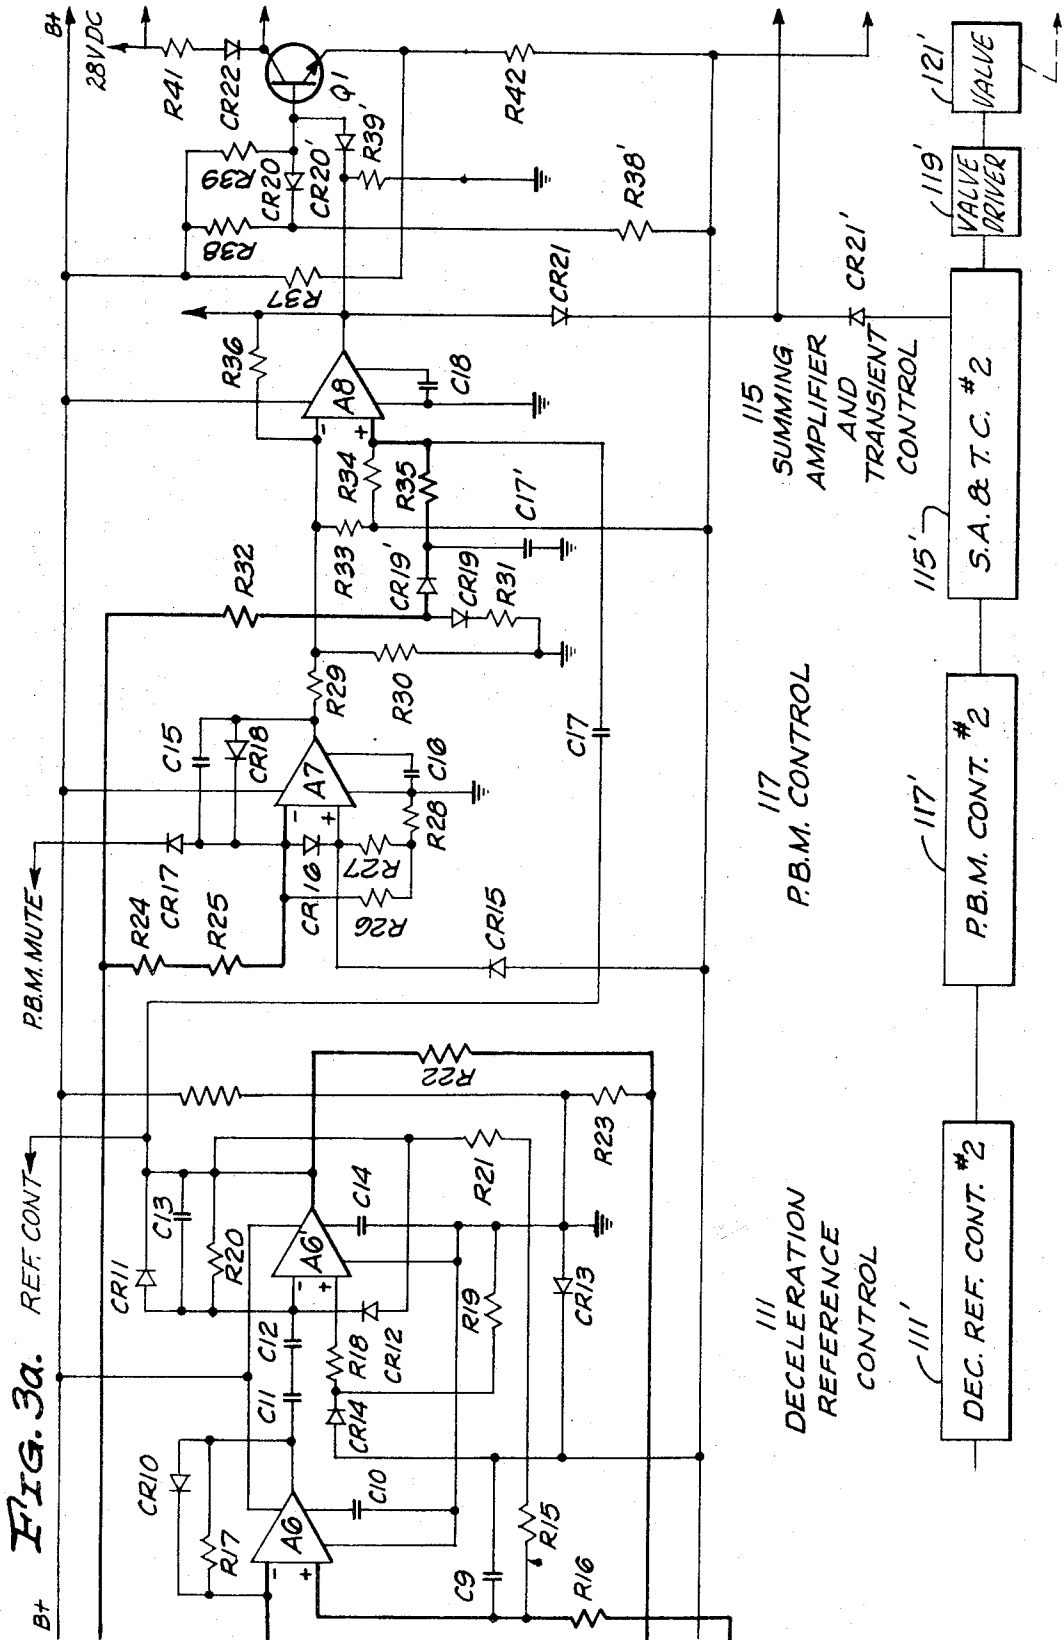 FIG. 3a.
B+
B+
REF. CONT
P.B.M. MUTE
28VDC
CR10
R17
A6
-
+
C10
C9
R15
R16
C11
C12
CR11
C13
R20
A6'
-
+
C14
R18
CR12
CR14
R19
CR13
R21
R22
R23
R24
R25
CR17
C15
CR18
A7
-
+
CR16
R27
R26
R28
C16
CR15
C17
R29
R30
R32
CR19'
CR19
R31
R33
R34
R35
C17'
R36
A8
-
+
C18
R37
R38
R39
CR20
CR20'
R39'
R38'
R41
CR22
Q1
R42
CR21
CR21'
111
DECELERATION
REFERENCE
CONTROL
117
P.B.M. CONTROL
115
SUMMING
AMPLIFIER
AND
TRANSIENT
CONTROL
111'
DEC. REF. CONT. #2
117'
P.B.M. CONT. #2
115'
S.A. & T.C. #2
119'
VALVE
DRIVER
121'
VALVE